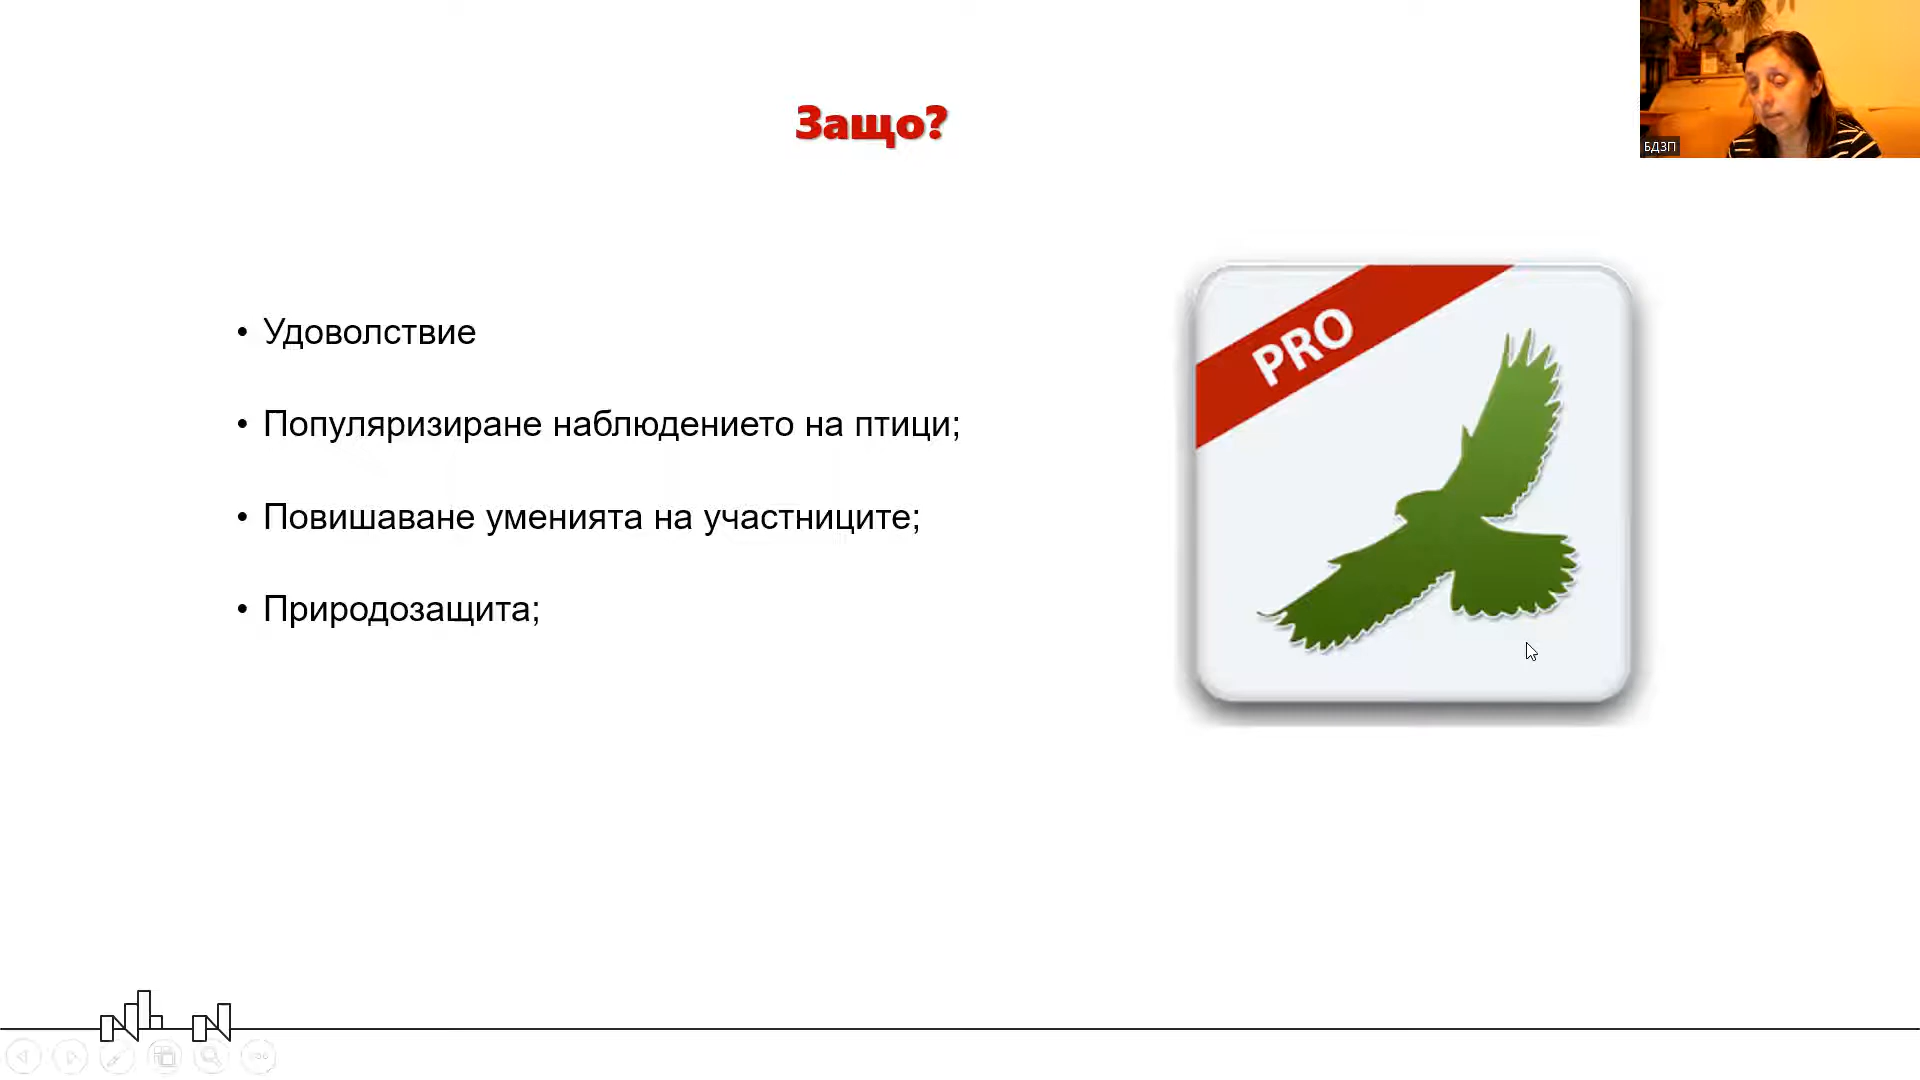 Защо?
БДЗП
• Удоволствие
• Популяризиране наблюдението на птици;
• Повишаване уменията на участниците;
• Природозащита;
PRO